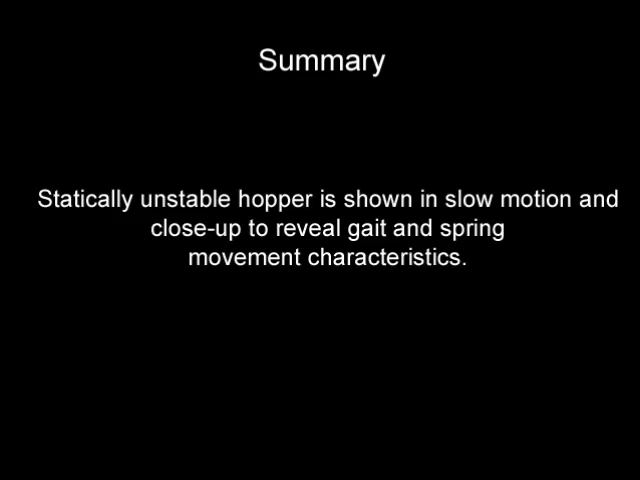 Summary
Statically unstable hopper is shown in slow motion and
close-up to reveal gait and spring
movement characteristics.